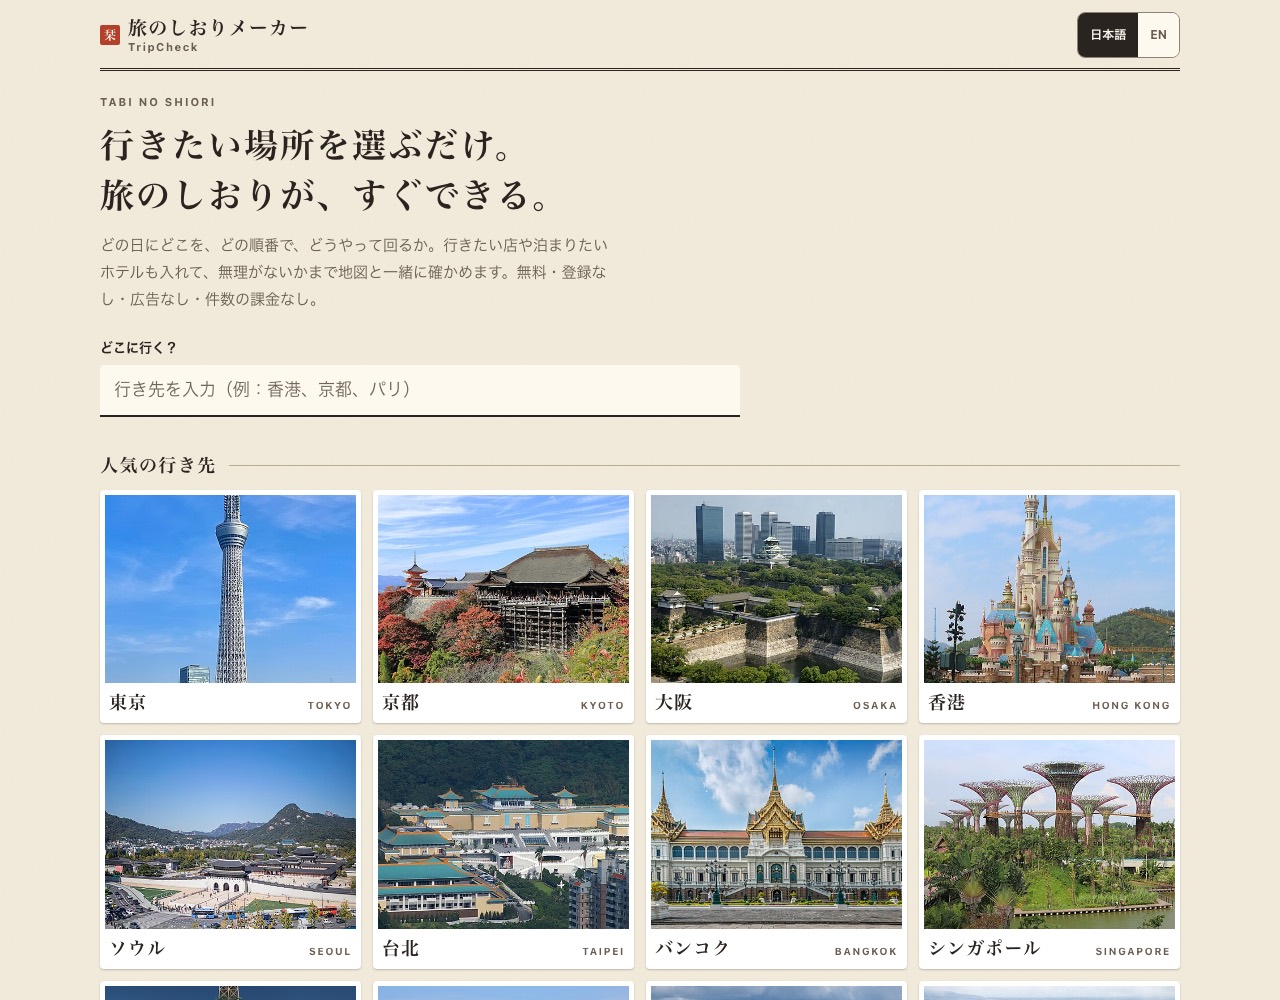 栞 旅のしおりメーカー
TripCheck
日本語 EN
TABI NO SHIORI
行きたい場所を選ぶだけ。
旅のしおりが、すぐできる。
どの日にどこを、どの順番で、どうやって回るか。行きたい店や泊まりたい
ホテルも入れて、無理がないかまで地図と一緒に確かめます。無料・登録な
し・広告なし・件数の課金なし。
どこに行く？
行き先を入力（例：香港、京都、パリ）
人気の行き先
東京 TOKYO
京都 KYOTO
大阪 OSAKA
香港 HONG KONG
ソウル SEOUL
台北 TAIPEI
バンコク BANGKOK
シンガポール SINGAPORE